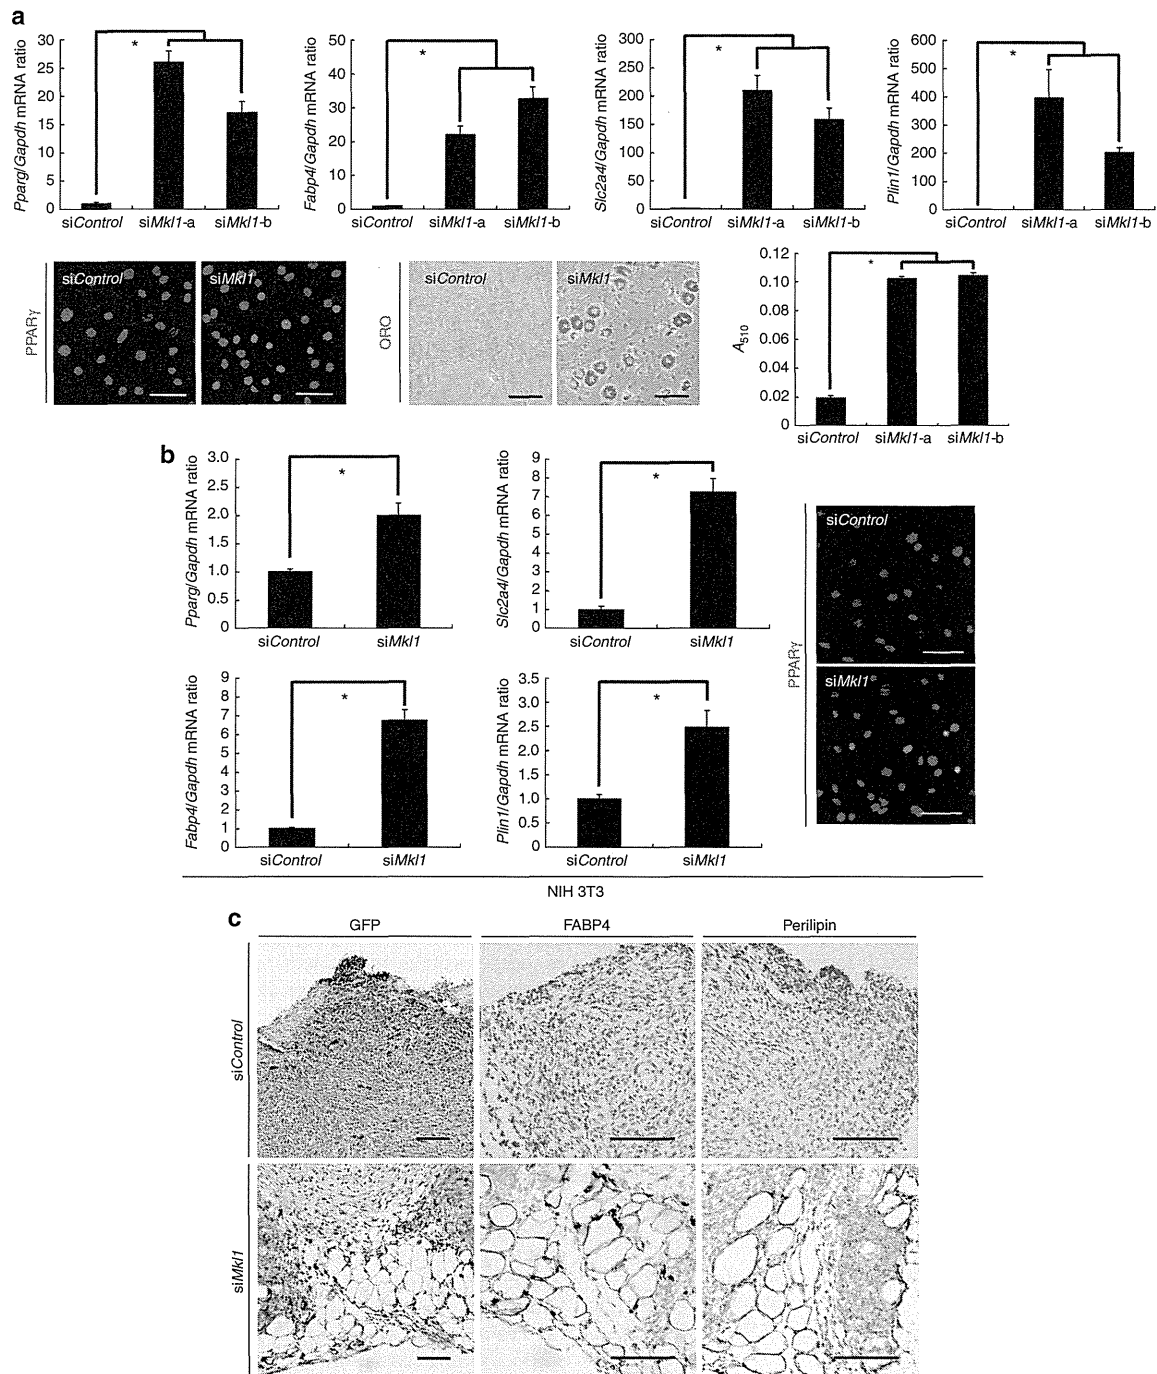 a
Pparg/Gapdh mRNA ratio
30
25
20
15
10
5
0
*
siControl
siMkl1-a
siMkl1-b
Fabp4/Gapdh mRNA ratio
50
40
30
20
10
0
*
siControl
siMkl1-a
siMkl1-b
Slc2a4/Gapdh mRNA ratio
300
250
200
150
100
50
0
*
siControl
siMkl1-a
siMkl1-b
Plin1/Gapdh mRNA ratio
600
500
400
300
200
100
0
*
siControl
siMkl1-a
siMkl1-b
PPARγ
siControl
siMkl1
ORO
siControl
siMkl1
A510
0.12
0.10
0.08
0.06
0.04
0.02
0
*
siControl
siMkl1-a
siMkl1-b
b
Pparg/Gapdh mRNA ratio
3.0
2.5
2.0
1.5
1.0
0.5
0
*
siControl
siMkl1
Slc2a4/Gapdh mRNA ratio
9
8
7
6
5
4
3
2
1
0
*
siControl
siMkl1
PPARγ
siControl
siMkl1
Fabp4/Gapdh mRNA ratio
9
8
7
6
5
4
3
2
1
0
*
siControl
siMkl1
Plin1/Gapdh mRNA ratio
3.5
3.0
2.5
2.0
1.5
1.0
0.5
0
*
siControl
siMkl1
NIH 3T3
c
GFP
FABP4
Perilipin
siControl
siMkl1